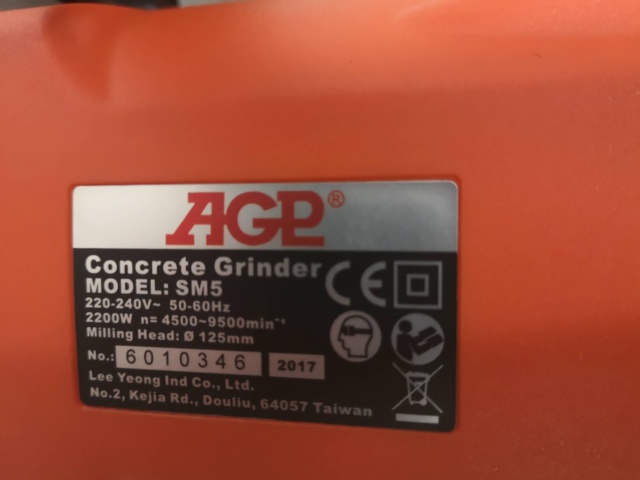 AGP®
Concrete Grinder
MODEL: SM5
220-240V~ 50-60Hz
2200W n= 4500~9500min⁻¹
Milling Head: Ø 125mm
No.: 6010346 2017
Lee Yeong Ind Co., Ltd.
No.2, Kejia Rd., Douliu, 64057 Taiwan
CE